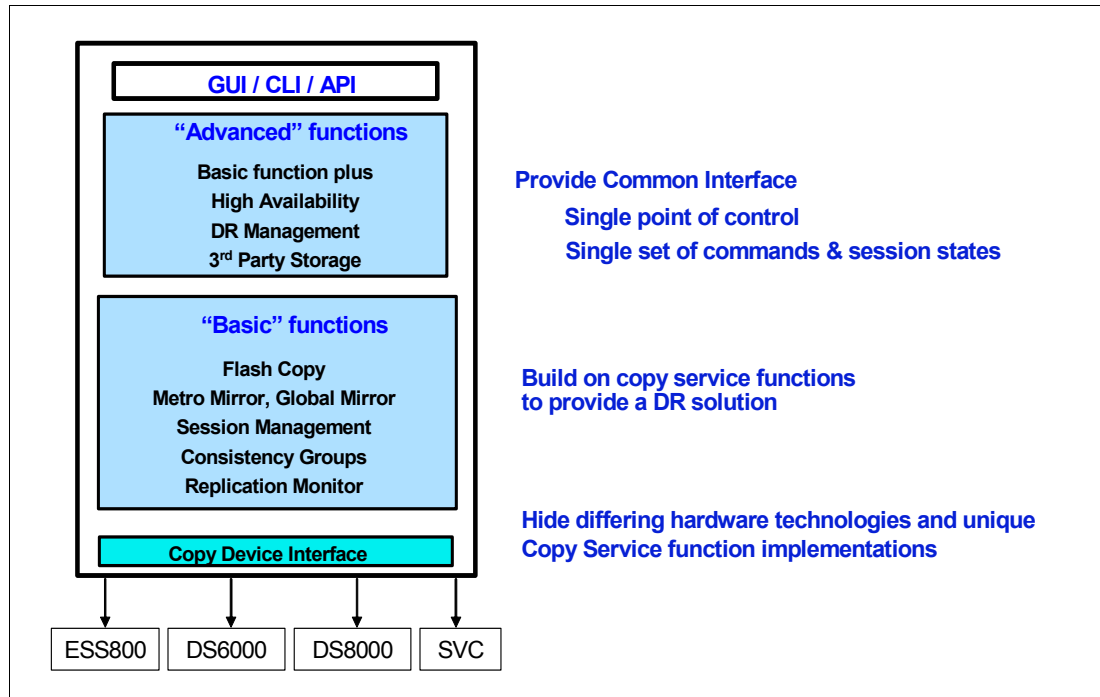 GUI / CLI / API
“Advanced” functions
Basic function plus
High Availability
DR Management
3rd Party Storage
Provide Common Interface
Single point of control
Single set of commands & session states
“Basic” functions
Flash Copy
Metro Mirror, Global Mirror
Session Management
Consistency Groups
Replication Monitor
Build on copy service functions
to provide a DR solution
Hide differing hardware technologies and unique
Copy Service function implementations
Copy Device Interface
ESS800
DS6000
DS8000
SVC